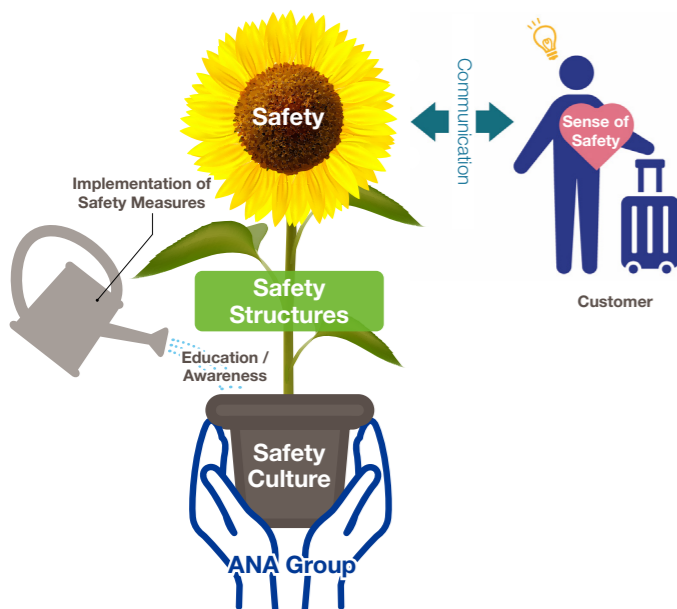 Safety
Communication
Sense of
Safety
Customer
Implementation of
Safety Measures
Safety
Structures
Education /
Awareness
Safety
Culture
ANA Group